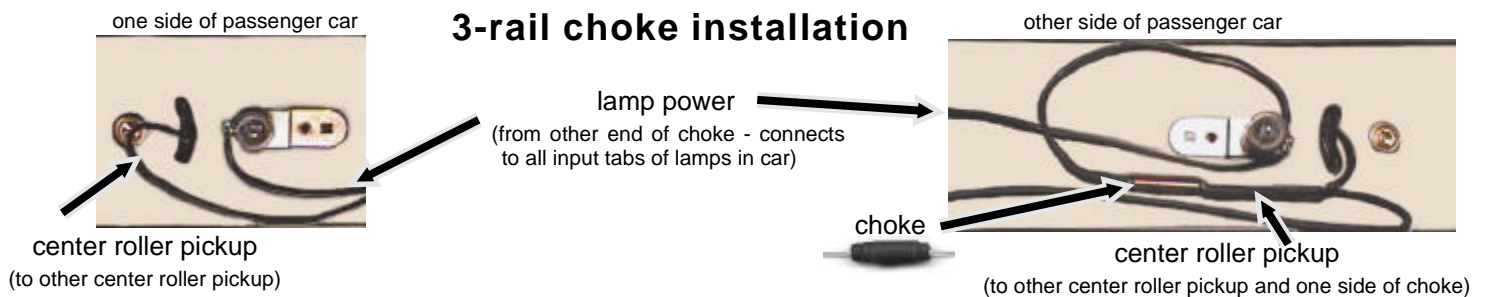 one side of passenger car
3-rail choke installation
other side of passenger car
lamp power
(from other end of choke - connects
to all input tabs of lamps in car)
choke
center roller pickup
(to other center roller pickup)
center roller pickup
(to other center roller pickup and one side of choke)